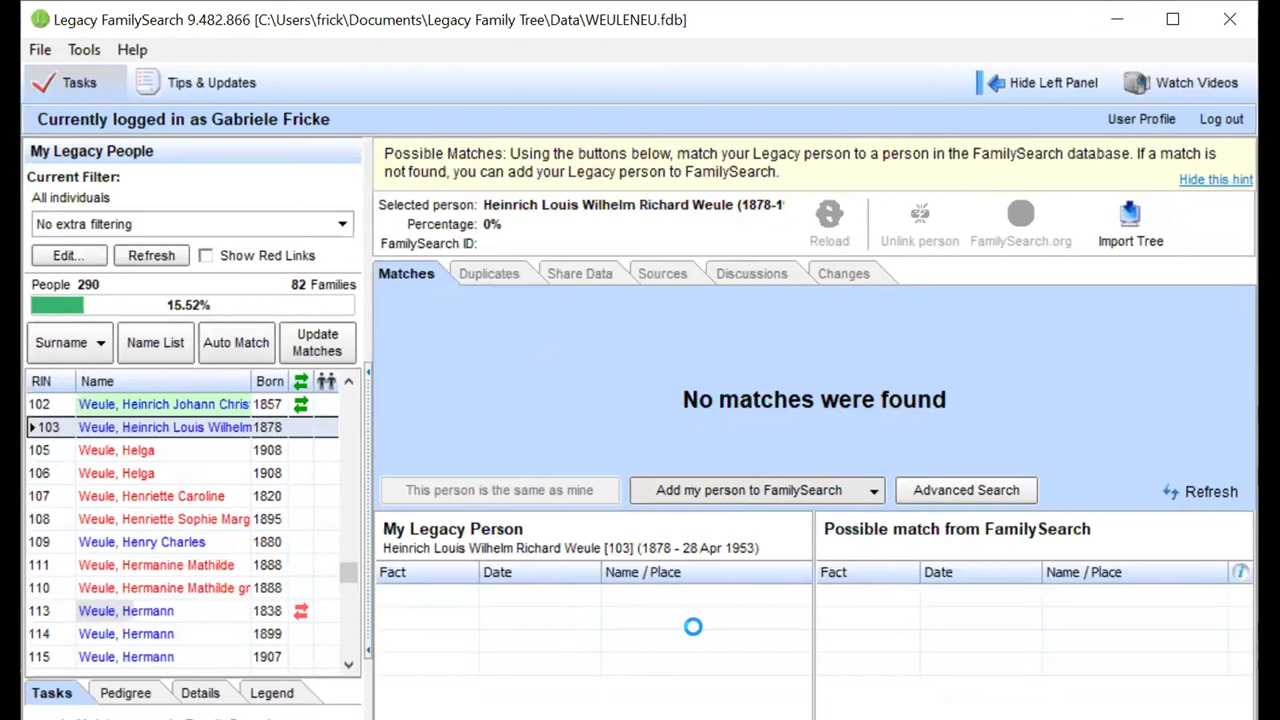 Legacy FamilySearch 9.482.866 [C:\Users\frick\Documents\Legacy Family Tree\Data\WEULENEU.fdb]
File Tools Help
Tasks Tips & Updates Hide Left Panel Watch Videos
Currently logged in as Gabriele Fricke User Profile Log out
My Legacy People
Current Filter:
All individuals
No extra filtering
Edit... Refresh Show Red Links
People 290 82 Families
15.52%
Surname Name List Auto Match Update Matches
RIN Name Born
102 Weule, Heinrich Johann Chris 1857
103 Weule, Heinrich Louis Wilhelm 1878
105 Weule, Helga 1908
106 Weule, Helga 1908
107 Weule, Henriette Caroline 1820
108 Weule, Henriette Sophie Marg 1895
109 Weule, Henry Charles 1880
111 Weule, Hermanine Mathilde 1888
110 Weule, Hermanine Mathilde gr 1888
113 Weule, Hermann 1838
114 Weule, Hermann 1899
115 Weule, Hermann 1907
Tasks Pedigree Details Legend
Possible Matches: Using the buttons below, match your Legacy person to a person in the FamilySearch database. If a match is
not found, you can add your Legacy person to FamilySearch.
Hide this hint
Selected person: Heinrich Louis Wilhelm Richard Weule (1878-1
Percentage: 0%
FamilySearch ID:
Reload Unlink person FamilySearch.org Import Tree
Matches Duplicates Share Data Sources Discussions Changes
No matches were found
This person is the same as mine Add my person to FamilySearch Advanced Search Refresh
My Legacy Person
Heinrich Louis Wilhelm Richard Weule [103] (1878 - 28 Apr 1953)
Fact Date Name / Place
Possible match from FamilySearch
Fact Date Name / Place